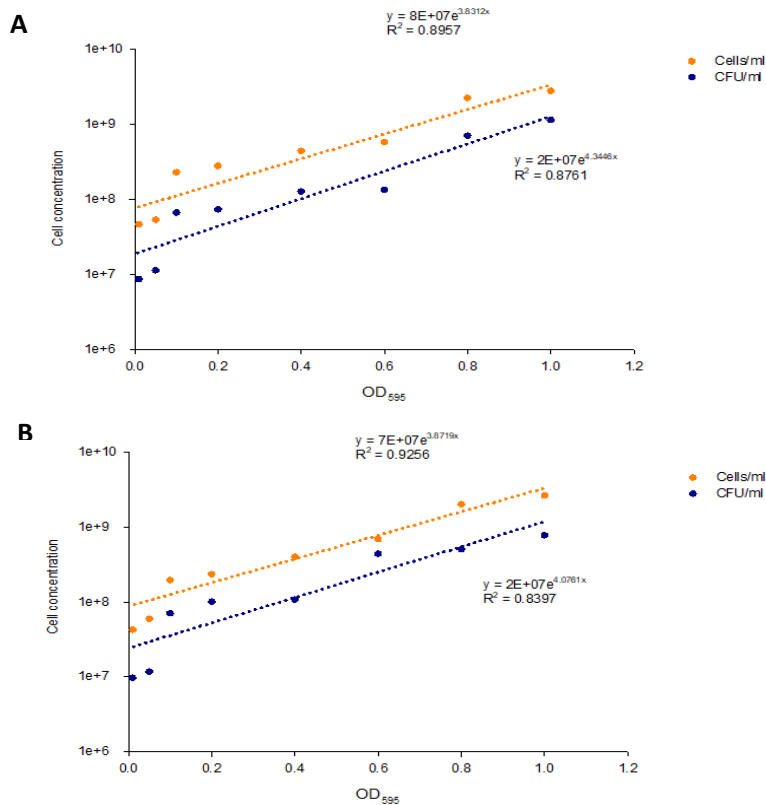 A
y = 8E+07e^3.8312x
R² = 0.8957
1e+10
1e+9
1e+8
1e+7
1e+6
Cell concentration
Cells/ml
CFU/ml
y = 2E+07e^4.3446x
R² = 0.8761
0.0 0.2 0.4 0.6 0.8 1.0 1.2
OD₅₉₅
B
y = 7E+07e^3.8719x
R² = 0.9256
1e+10
1e+9
1e+8
1e+7
1e+6
Cell concentration
Cells/ml
CFU/ml
y = 2E+07e^4.0761x
R² = 0.8397
0.0 0.2 0.4 0.6 0.8 1.0 1.2
OD₅₉₅